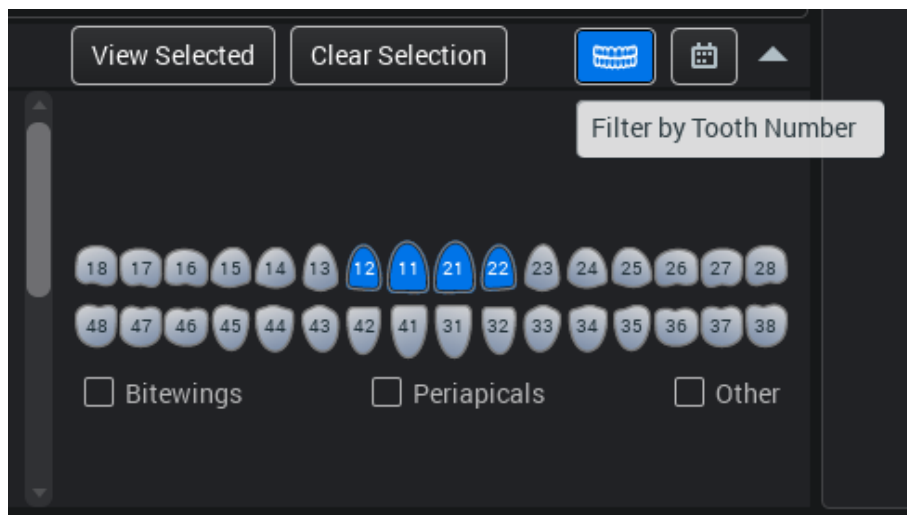 View Selected Clear Selection
Filter by Tooth Number
18 17 16 15 14 13 12 11 21 22 23 24 25 26 27 28
48 47 46 45 44 43 42 41 31 32 33 34 35 36 37 38
Bitewings Periapicals Other